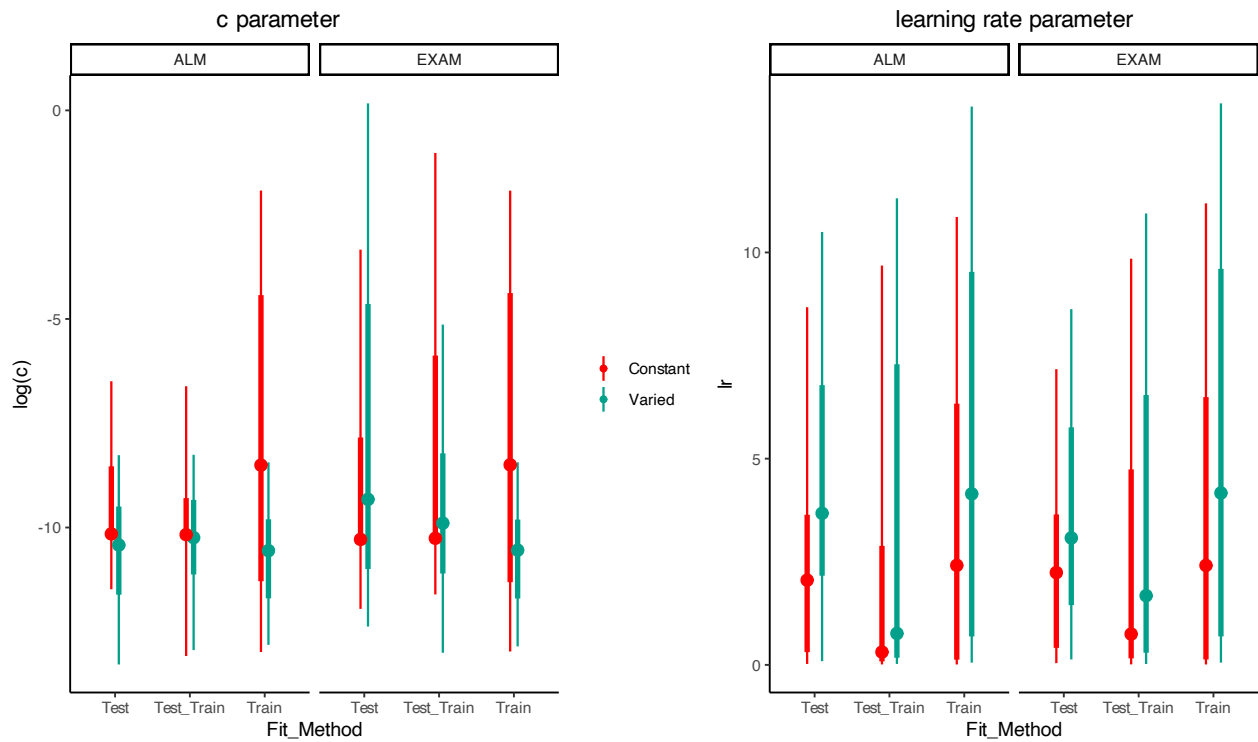 c parameter
ALM
EXAM
0
-5
-10
log(c)
Test
Test_Train
Train
Test
Test_Train
Train
Fit_Method
Constant
Varied
learning rate parameter
ALM
EXAM
10
5
0
lr
Test
Test_Train
Train
Test
Test_Train
Train
Fit_Method